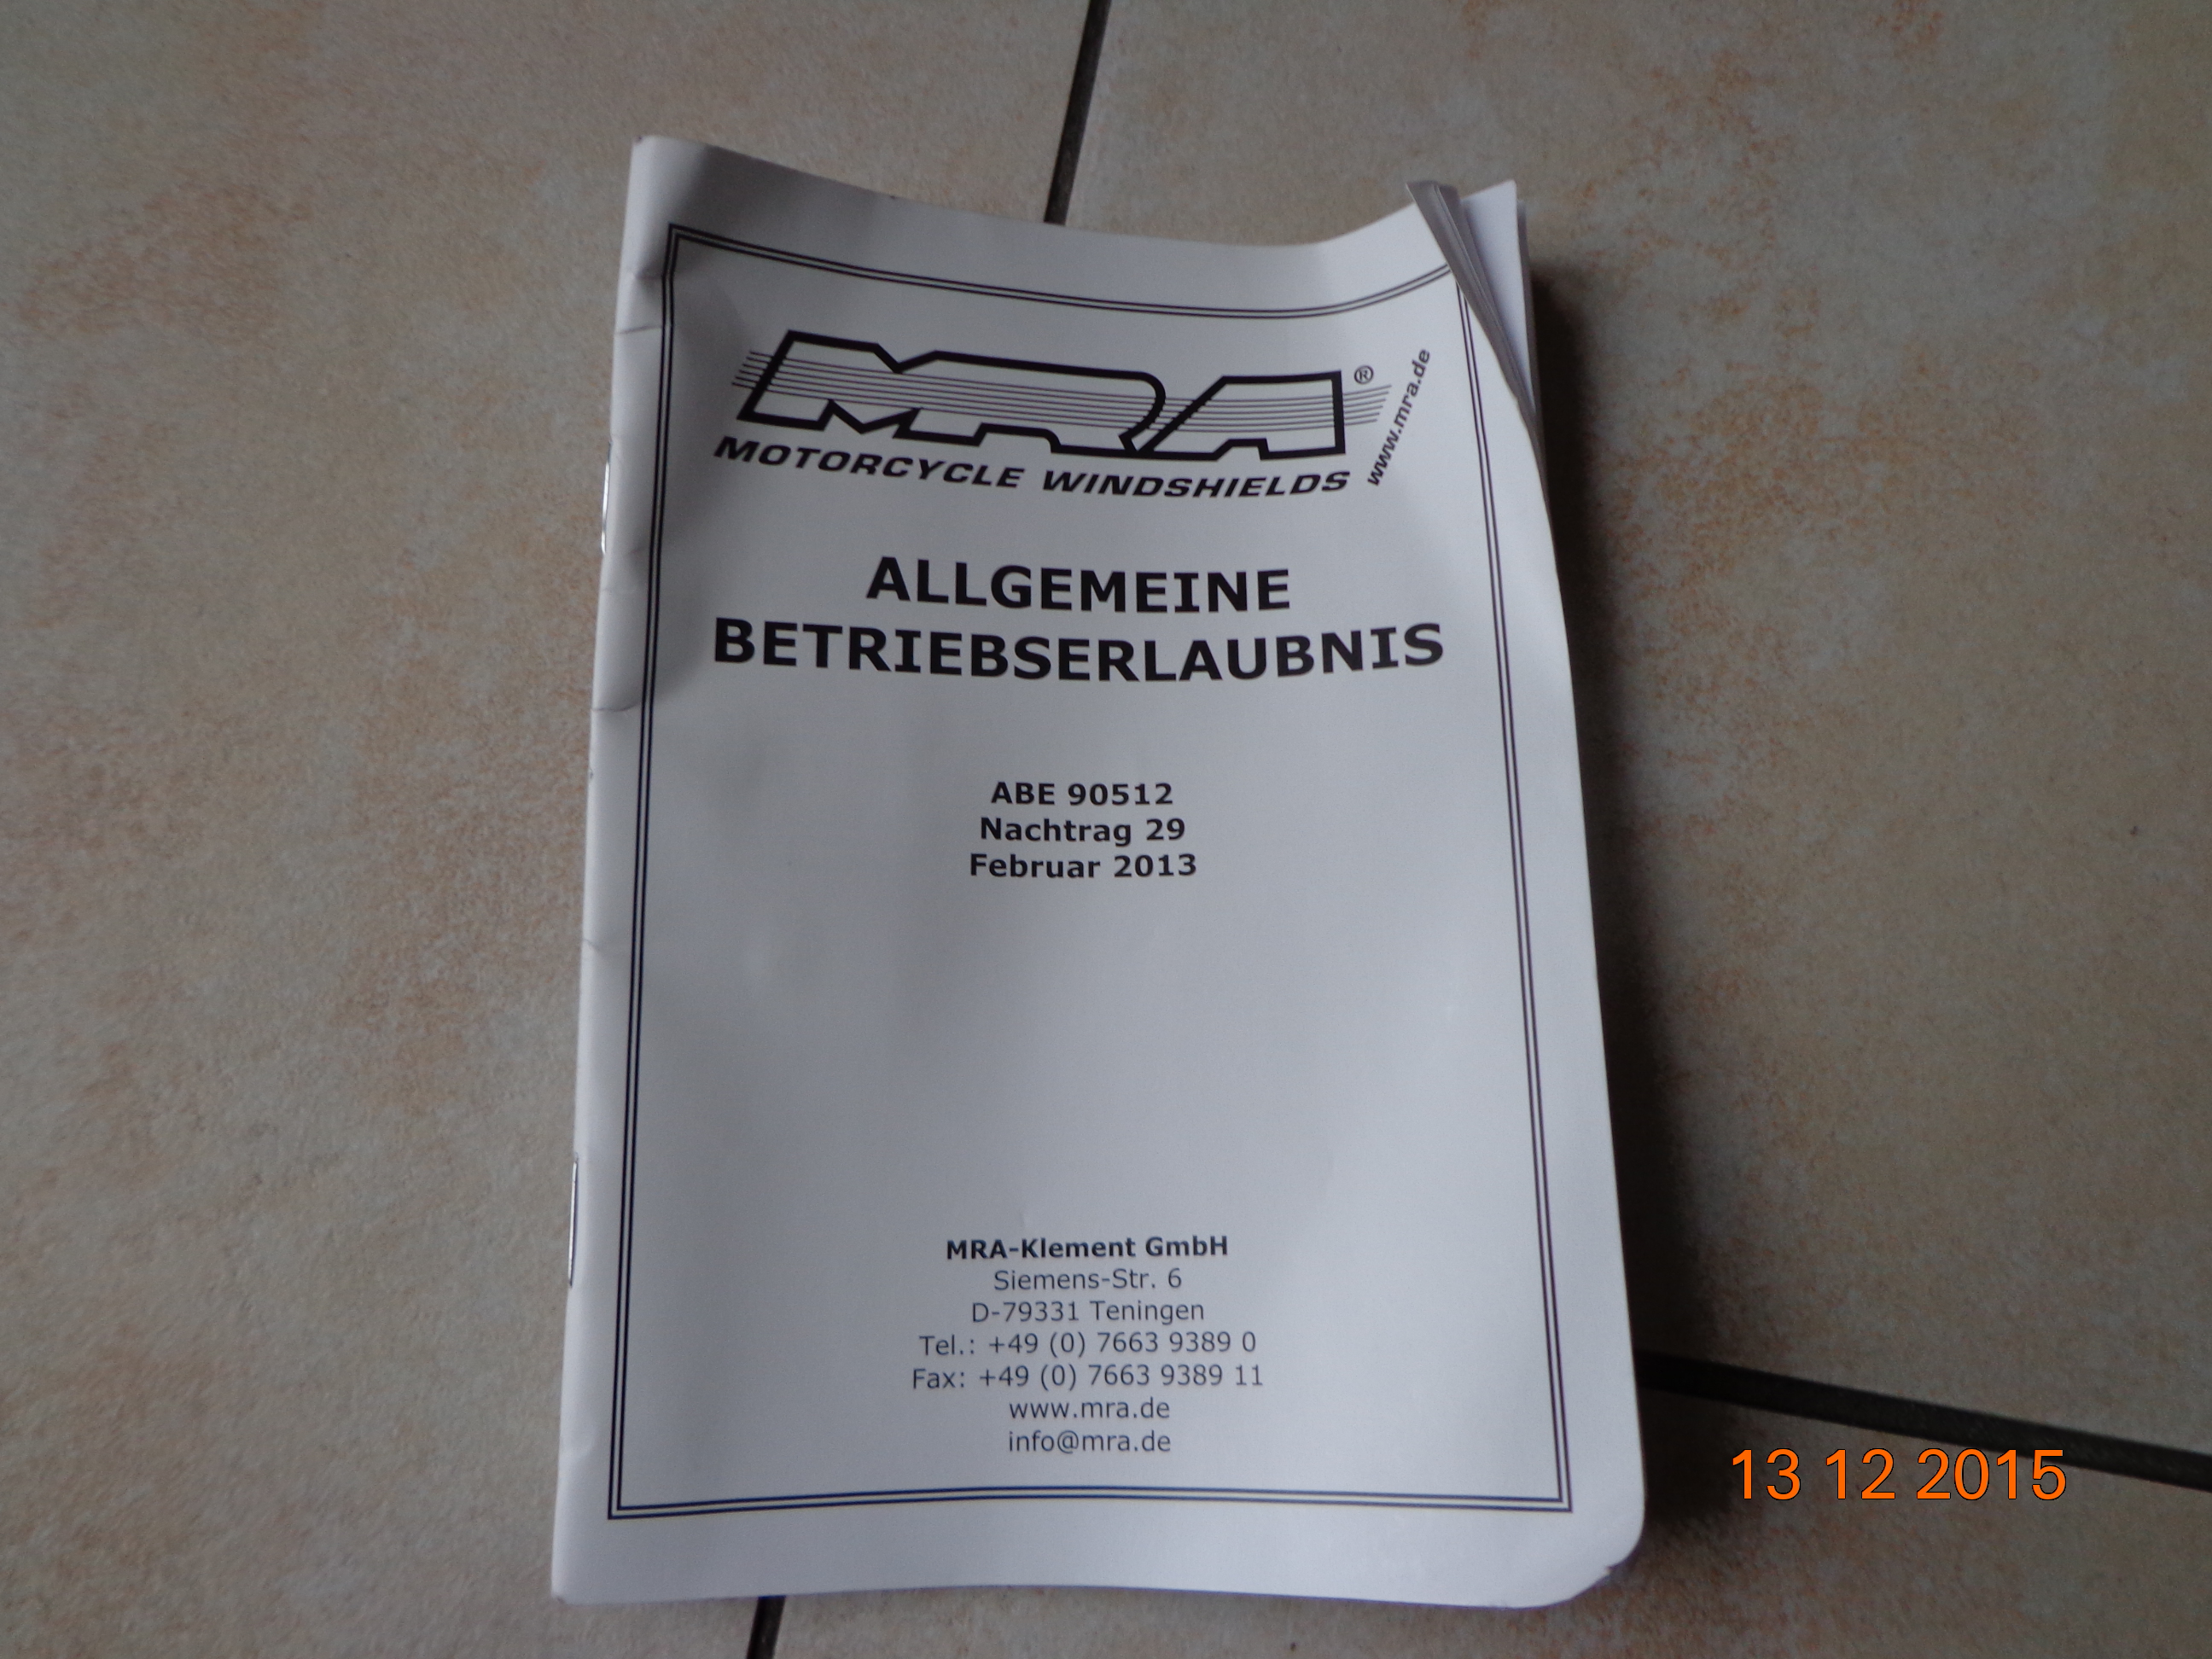 MRA®
www.mra.de
MOTORCYCLE WINDSHIELDS
ALLGEMEINE
BETRIEBSERLAUBNIS
ABE 90512
Nachtrag 29
Februar 2013
MRA-Klement GmbH
Siemens-Str. 6
D-79331 Teningen
Tel.: +49 (0) 7663 9389 0
Fax: +49 (0) 7663 9389 11
www.mra.de
info@mra.de
13 12 2015